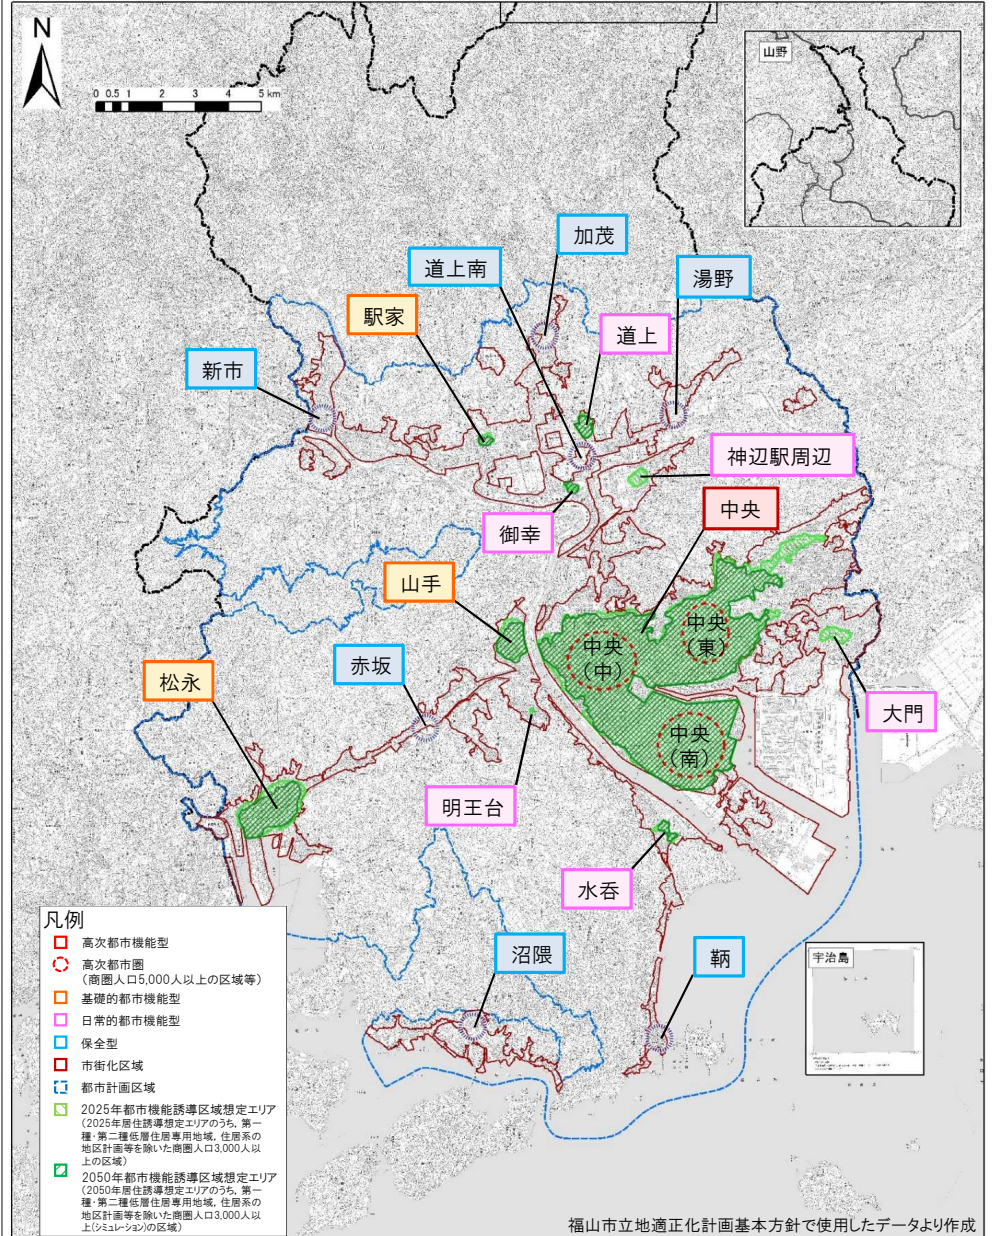 N
0 0.5 1 2 3 4 5 km
山野
加茂
道上南
湯野
駅家
道上
新市
神辺駅周辺
中央
御幸
山手
中央
(東)
中央
(中)
赤坂
松永
大門
中央
(南)
明王台
水呑
沼隈
鞆
宇治島
凡例
高次都市機能型
高次都市圏
(商圏人口5,000人以上の区域等)
基礎的都市機能型
日常的都市機能型
保全型
市街化区域
都市計画区域
2025年都市機能誘導区域想定エリア
(2025年居住誘導想定エリアのうち、第一
種・第二種低層住居専用地域、住居系の
地区計画等を除いた商圏人口3,000人以
上の区域)
2050年都市機能誘導区域想定エリア
(2050年居住誘導想定エリアのうち、第一
種・第二種低層住居専用地域、住居系の
地区計画等を除いた商圏人口3,000人以
上(シミュレーション)の区域)
福山市立地適正化計画基本方針で使用したデータより作成